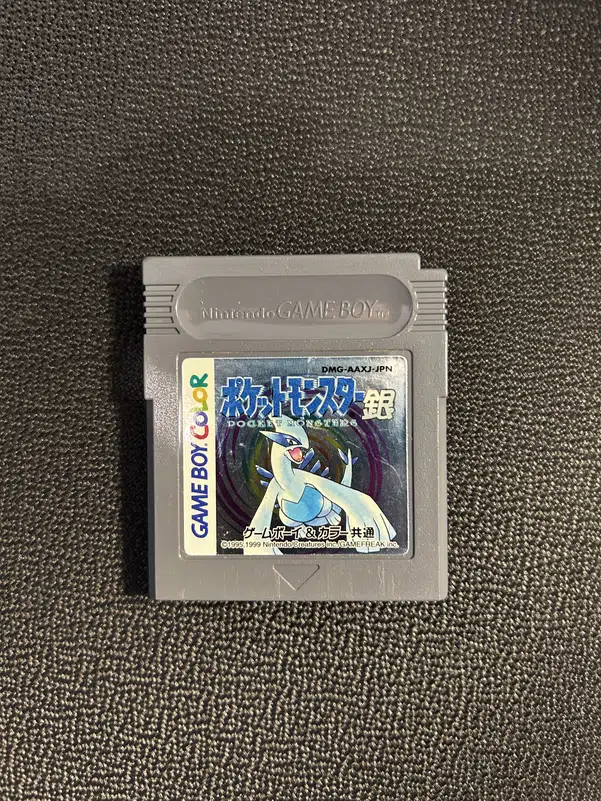 Nintendo GAME BOY TM
DMG-AAXJ-JPN
ポケットモンスター銀
POCKET MONSTERS
GAME BOY COLOR
ゲームボーイ&カラー共通
©1995,1999 Nintendo/Creatures inc. GAMEFREAK inc.